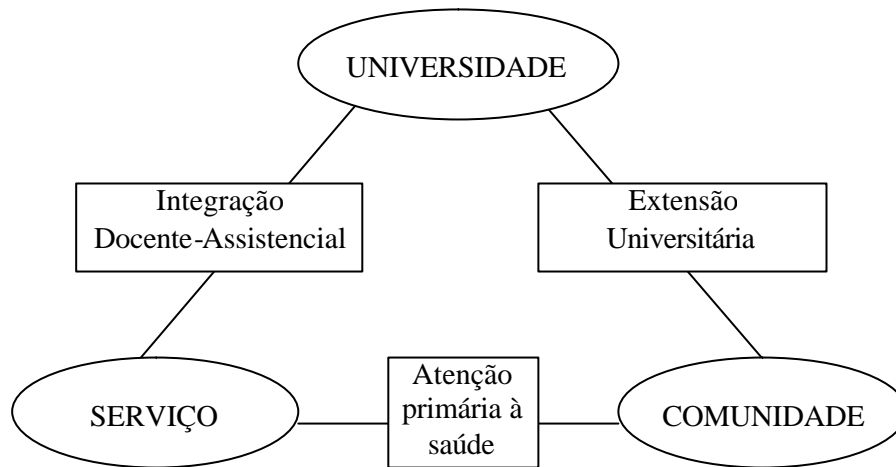 UNIVERSIDADE
Integração
Docente-Assistencial
Extensão
Universitária
SERVIÇO
Atenção
primária à
saúde
COMUNIDADE